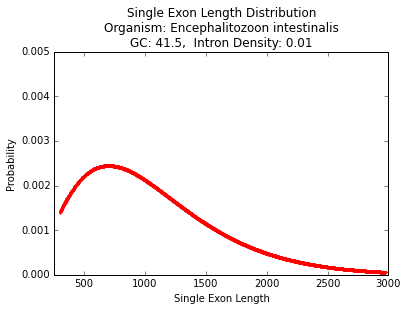 Single Exon Length Distribution
Organism: Encephalitozoon intestinalis
GC: 41.5,  Intron Density: 0.01
0.005
0.004
0.003
0.002
0.001
0.000
Probability
500 1000 1500 2000 2500 3000
Single Exon Length